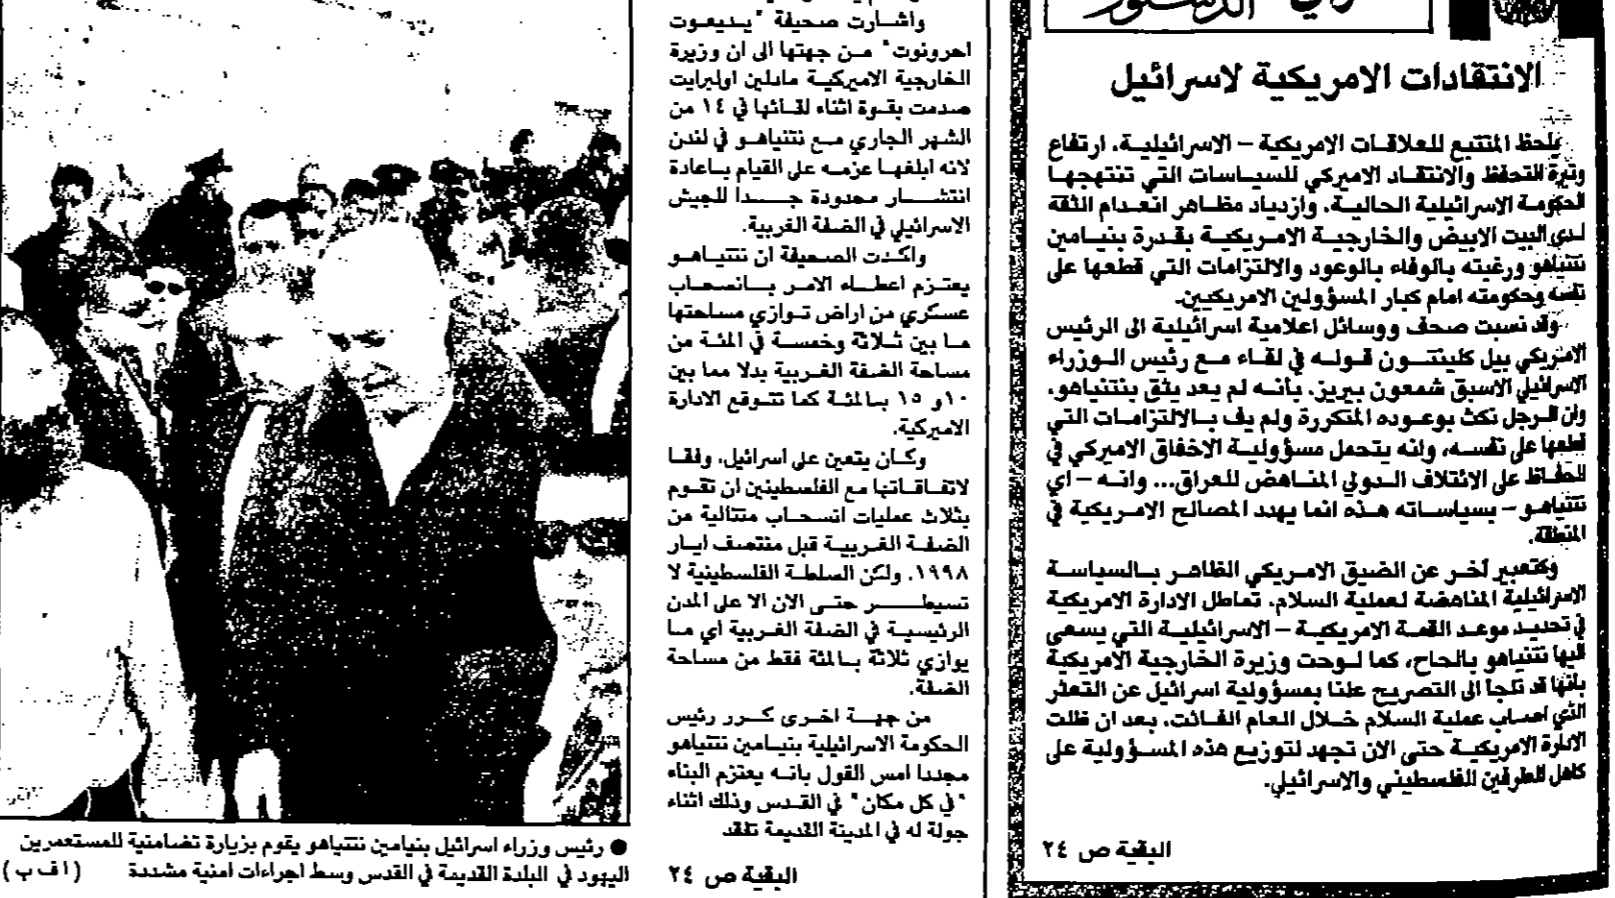 الدستور
الانتقادات الامريكية لاسرائيل
يلحظ المتتبع للعلاقات الامريكية – الاسرائيلية، ارتفاع
وتيرة التحفظ والانتقاد الاميركي للسياسات التي تنتهجها
الحكومة الاسرائيلية الحالية، وازدياد مظاهر انعدام الثقة
لدى البيت الابيض والخارجية الامريكية بقدرة بنيامين
نتنياهو ورغبته بالوفاء بالوعود والالتزامات التي قطعها على
نفسه وحكومته امام كبار المسؤولين الامريكيين.
وقد نسبت صحف ووسائل اعلامية اسرائيلية الى الرئيس
الامريكي بيل كلينتون قوله في لقاء مع رئيس الوزراء
الاسرائيلي الاسبق شمعون بيريز، بأنه لم يعد يثق بنتنياهو،
وان الرجل نكث بوعوده المتكررة ولم يف بالالتزامات التي
قطعها على نفسه، وانه يتحمل مسؤولية الاخفاق الاميركي في
الحفاظ على الائتلاف الدولي المناهض للعراق... وانه – اي
نتنياهو – بسياساته هذه انما يهدد المصالح الامريكية في
المنطقة.
وكتعبير آخر عن الضيق الامريكي الظاهر بالسياسة
الاسرائيلية المناهضة لعملية السلام، تماطل الادارة الامريكية
في تحديد موعد القمة الامريكية – الاسرائيلية التي يسعى
اليها نتنياهو بالحاح، كما لوحت وزيرة الخارجية الامريكية
بانها قد تلجأ الى التصريح علنا بمسؤولية اسرائيل عن التعثر
الذي اصاب عملية السلام خلال العام الفائت، بعد ان ظلت
الادارة الامريكية حتى الان تجهد لتوزيع هذه المسؤولية على
كاهل الطرفين الفلسطيني والاسرائيلي.
البقية ص ٢٤
واشارت صحيفة "يديعوت
احرونوت" من جهتها الى ان وزيرة
الخارجية الاميركية مادلين اولبرايت
صدمت بقوة اثناء لقائها في ١٤ من
الشهر الجاري مع نتنياهو في لندن
لانه ابلغها عزمه على القيام باعادة
انتشار محدودة جدا للجيش
الاسرائيلي في الضفة الغربية.
واكدت الصحيفة ان نتنياهو
يعتزم اعطاء الامر بانسحاب
عسكري من اراض توازي مساحتها
ما بين ثلاثة وخمسة في المئة من
مساحة الضفة الغربية بدلا مما بين
١٠ و ١٥ بالمئة كما تتوقع الادارة
الاميركية.
وكان يتعين على اسرائيل، وفقا
لاتفاقاتها مع الفلسطينين ان تقوم
بثلاث عمليات انسحاب متتالية من
الضفة الغربية قبل منتصف ايار
١٩٩٨، ولكن السلطة الفلسطينية لا
تسيطر حتى الان الا على المدن
الرئيسية في الضفة الغربية اي ما
يوازي ثلاثة بالمئة فقط من مساحة
الضفة.
من جهة اخرى كرر رئيس
الحكومة الاسرائيلية بنيامين نتنياهو
مجددا امس القول بانه يعتزم البناء
"في كل مكان" في القدس وذلك اثناء
جولة له في المدينة القديمة تفقد
البقية ص ٢٤
● رئيس وزراء اسرائيل بنيامين نتنياهو يقوم بزيارة تضامنية للمستعمرين
اليهود في البلدة القديمة في القدس وسط اجراءات امنية مشددة (ا ف ب)